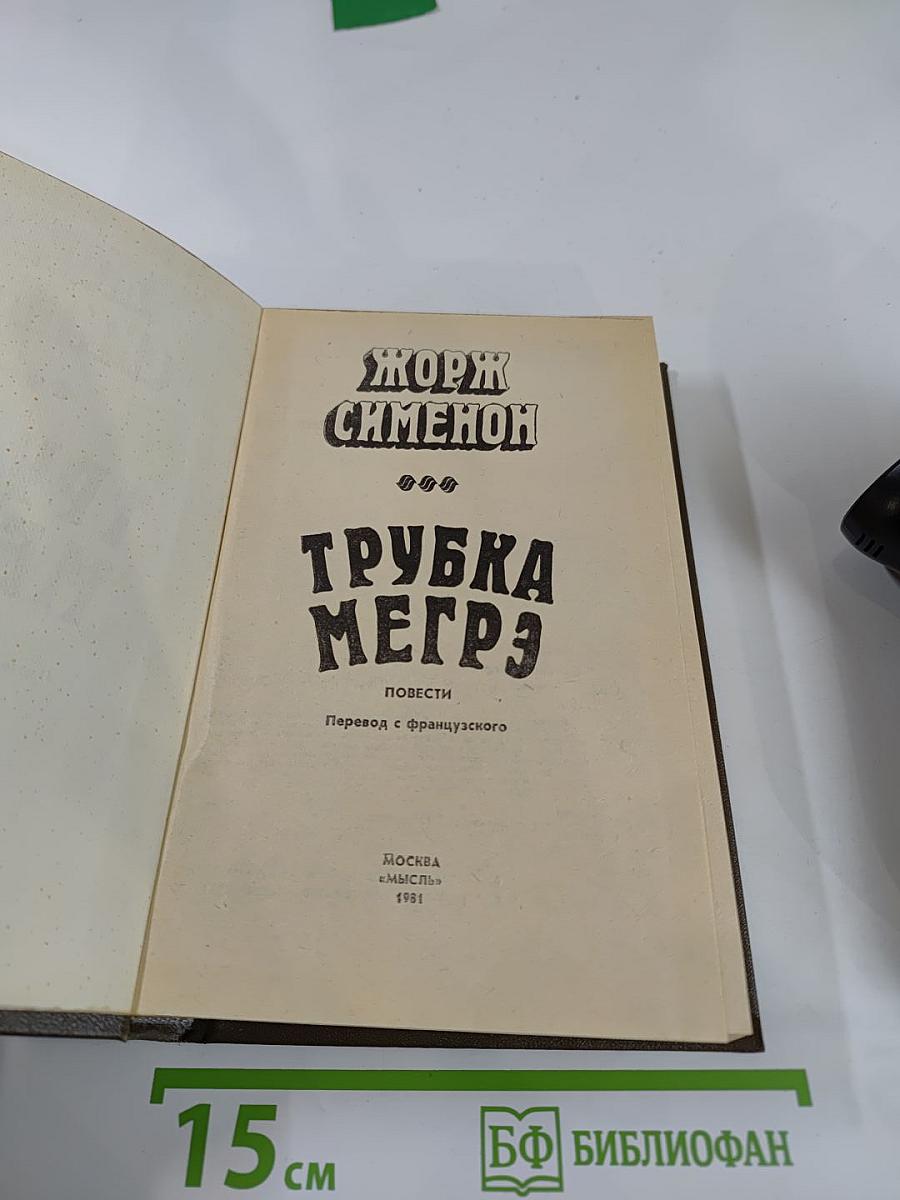 ЖОРЖ
СИМЕНОН
ТРУБКА
МЕГРЭ
ПОВЕСТИ
Перевод с французского
МОСКВА
«МЫСЛЬ»
1981
15 см
БФ БИБЛИОФАН